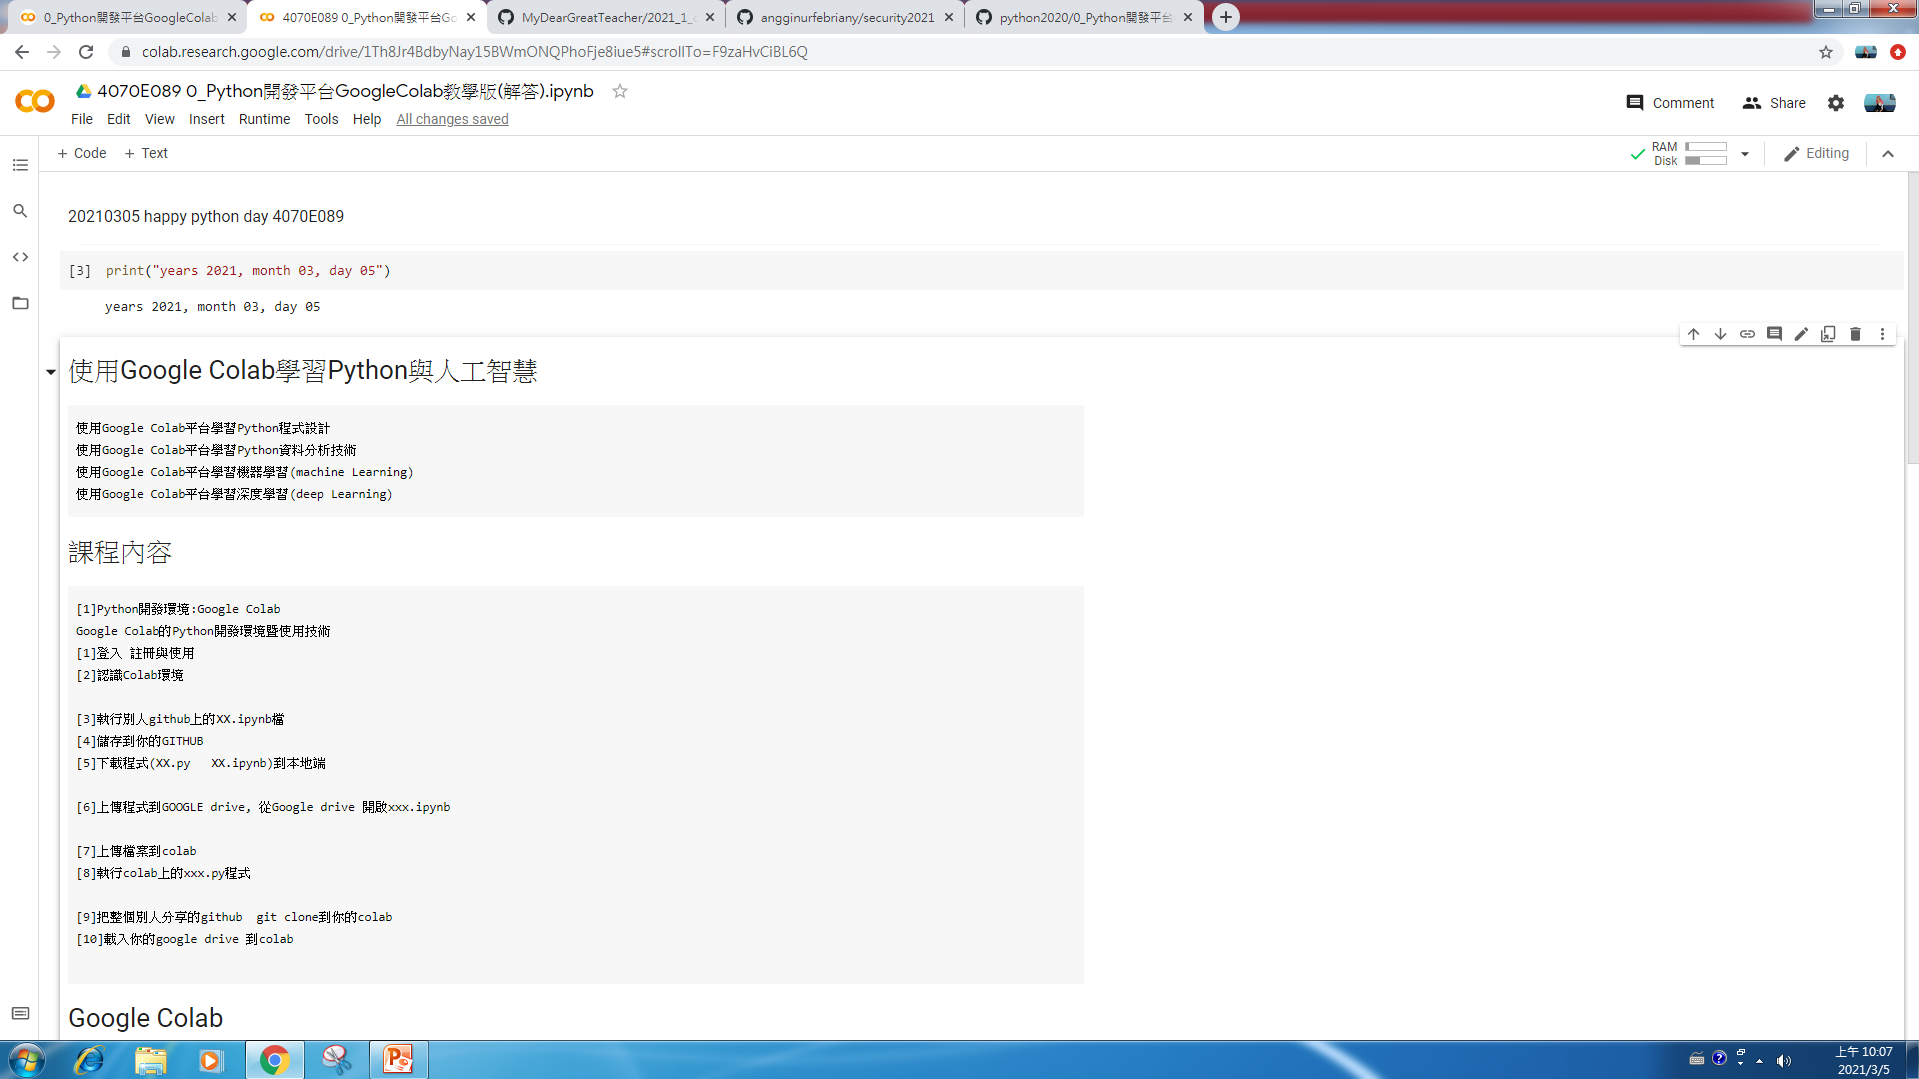 0_Python開發平台GoogleColab
4070E089 0_Python開發平台Go
MyDearGreatTeacher/2021_1_
angginurfebriany/security2021
python2020/0_Python開發平台
colab.research.google.com/drive/1Th8Jr4BdbyNay15BWmONQPhoFje8iue5#scrollTo=F9zaHvCiBL6Q
4070E089 0_Python開發平台GoogleColab教學版(解答).ipynb
Comment
Share
File Edit View Insert Runtime Tools Help All changes saved
+ Code + Text
RAM
Disk
Editing
20210305 happy python day 4070E089
[3] print("years 2021, month 03, day 05")
years 2021, month 03, day 05
使用Google Colab學習Python與人工智慧
使用Google Colab平台學習Python程式設計
使用Google Colab平台學習Python資料分析技術
使用Google Colab平台學習機器學習(machine Learning)
使用Google Colab平台學習深度學習(deep Learning)
課程內容
[1]Python開發環境:Google Colab
Google Colab的Python開發環境暨使用技術
[1]登入 註冊與使用
[2]認識Colab環境
[3]執行別人github上的XX.ipynb檔
[4]儲存到你的GITHUB
[5]下載程式(XX.py XX.ipynb)到本地端
[6]上傳程式到GOOGLE drive, 從Google drive 開啟xxx.ipynb
[7]上傳檔案到colab
[8]執行colab上的xxx.py程式
[9]把整個別人分享的github git clone到你的colab
[10]載入你的google drive 到colab
Google Colab
上午 10:07
2021/3/5